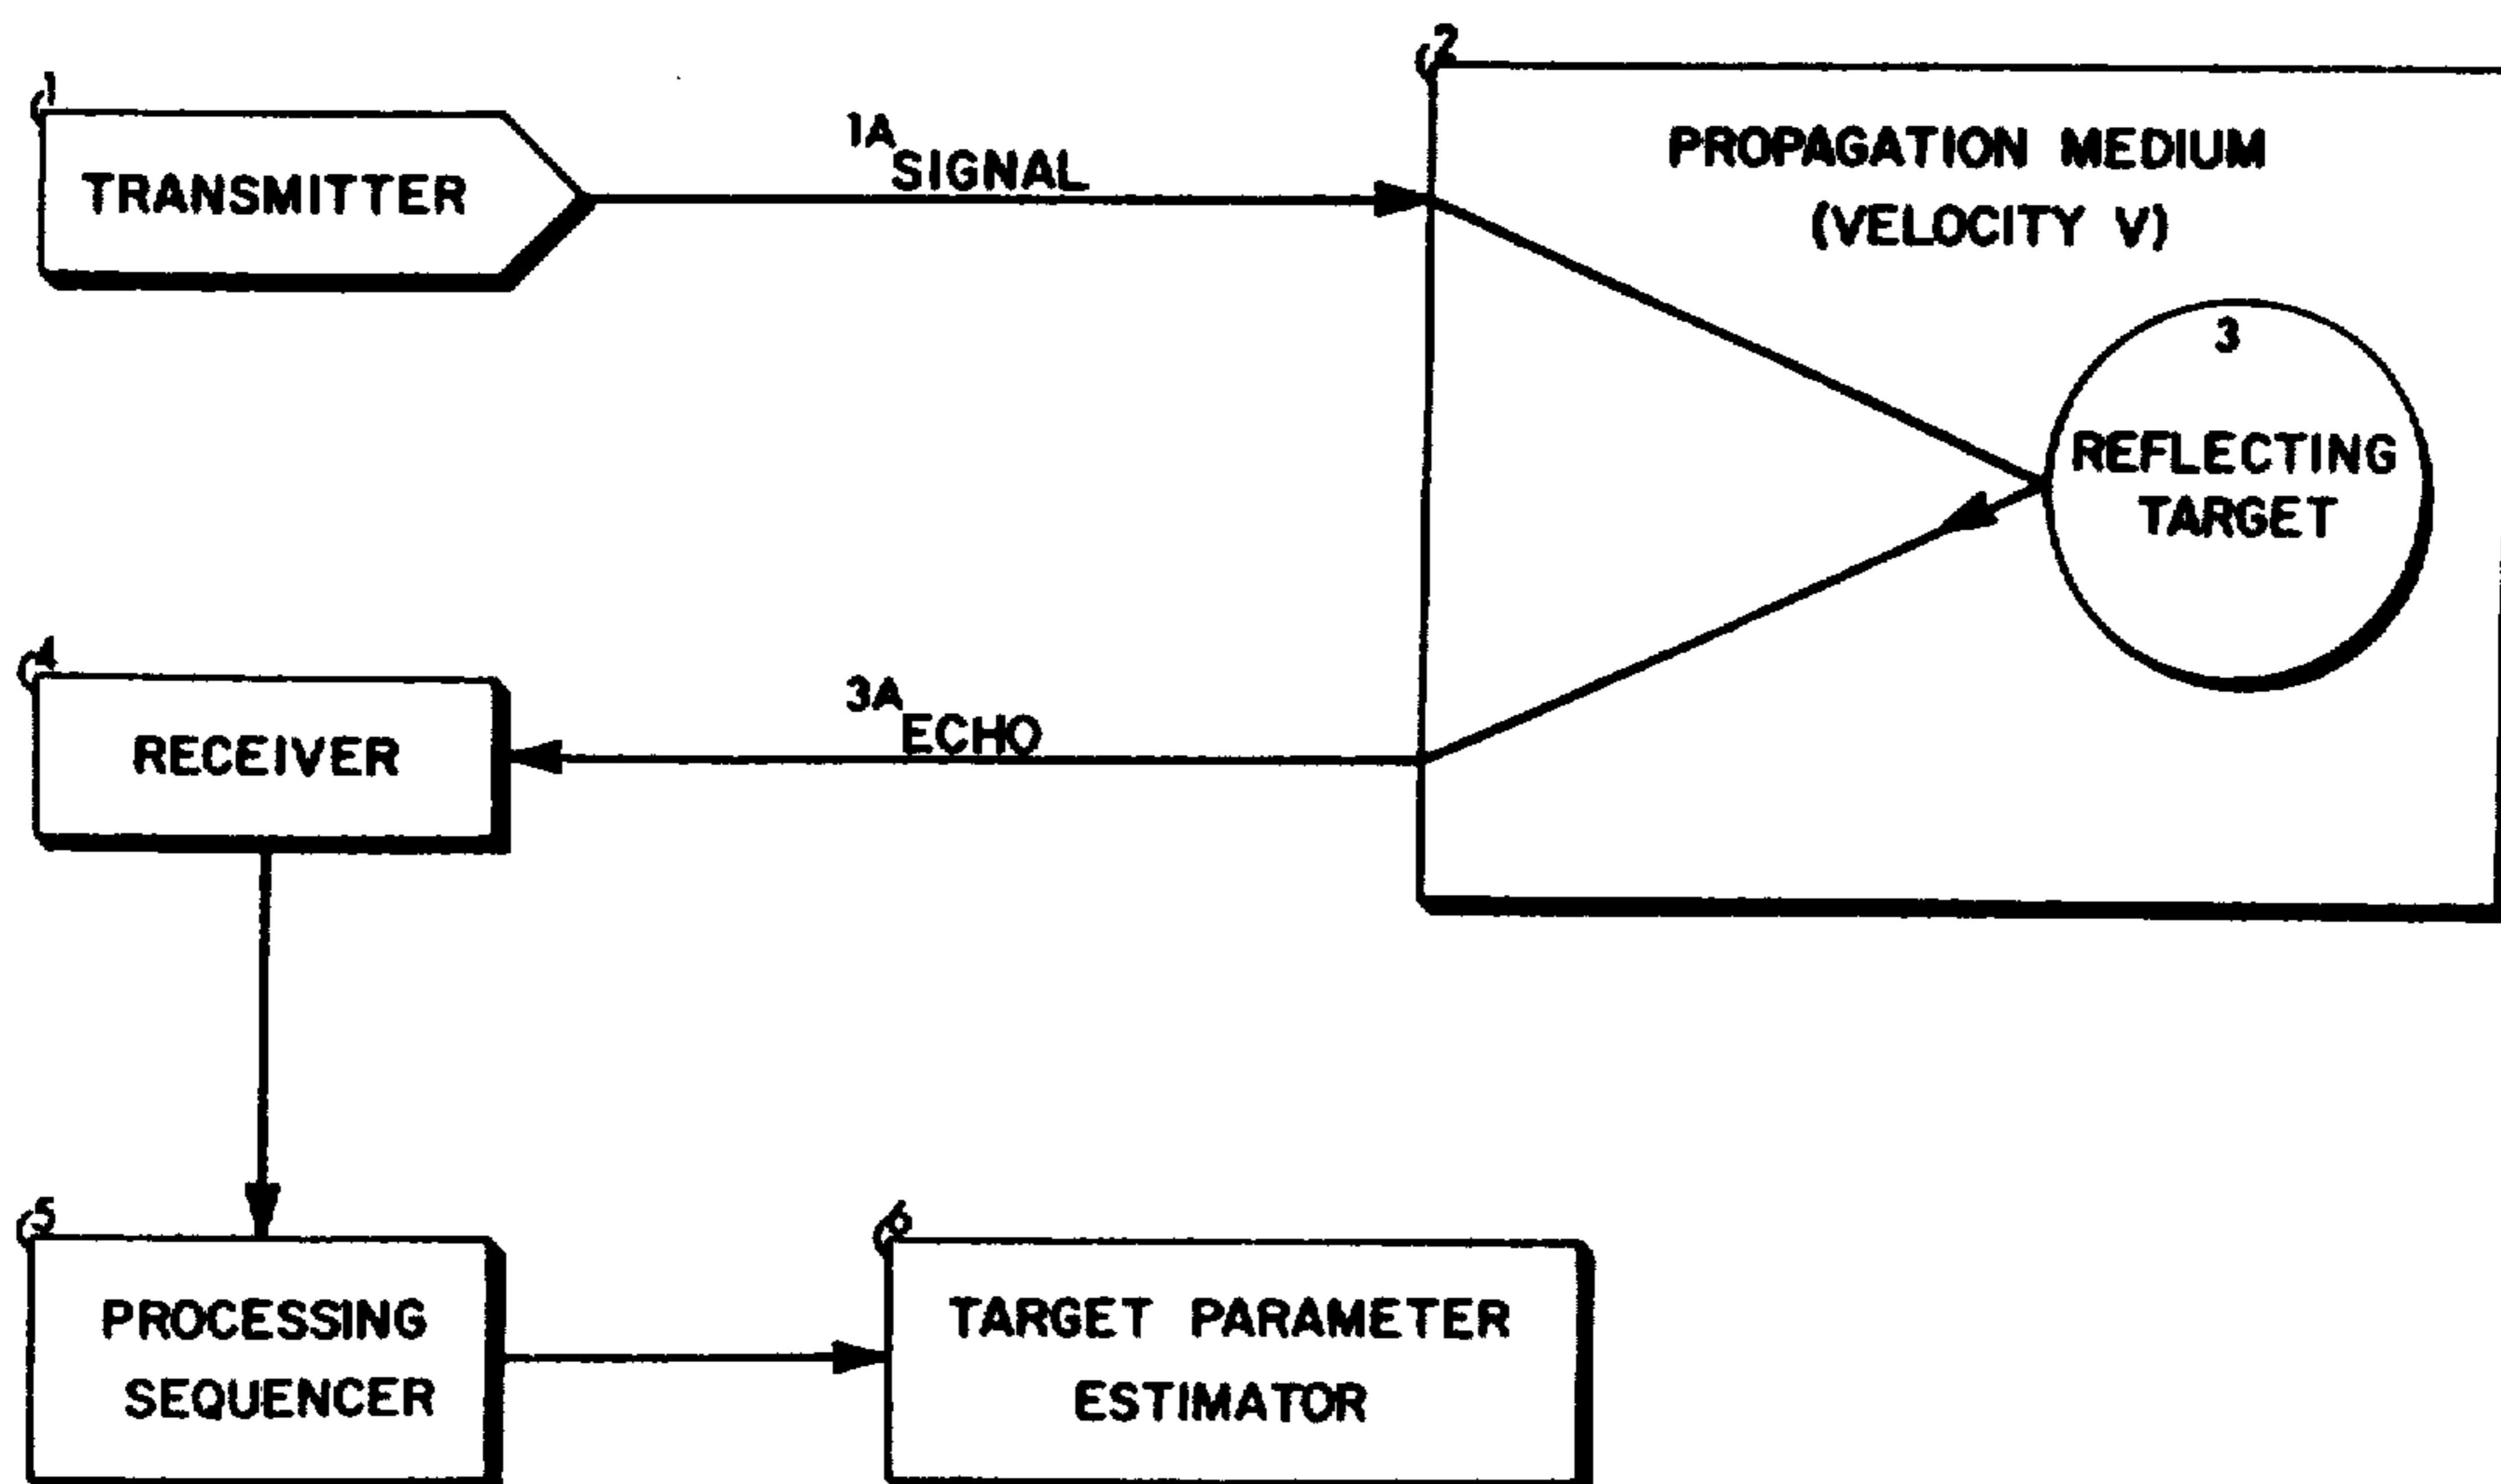 1
TRANSMITTER
1A
SIGNAL
2
PROPAGATION MEDIUM
(VELOCITY V)
3
REFLECTING
TARGET
4
RECEIVER
3A
ECHO
5
PROCESSING
SEQUENCER
6
TARGET PARAMETER
ESTIMATOR